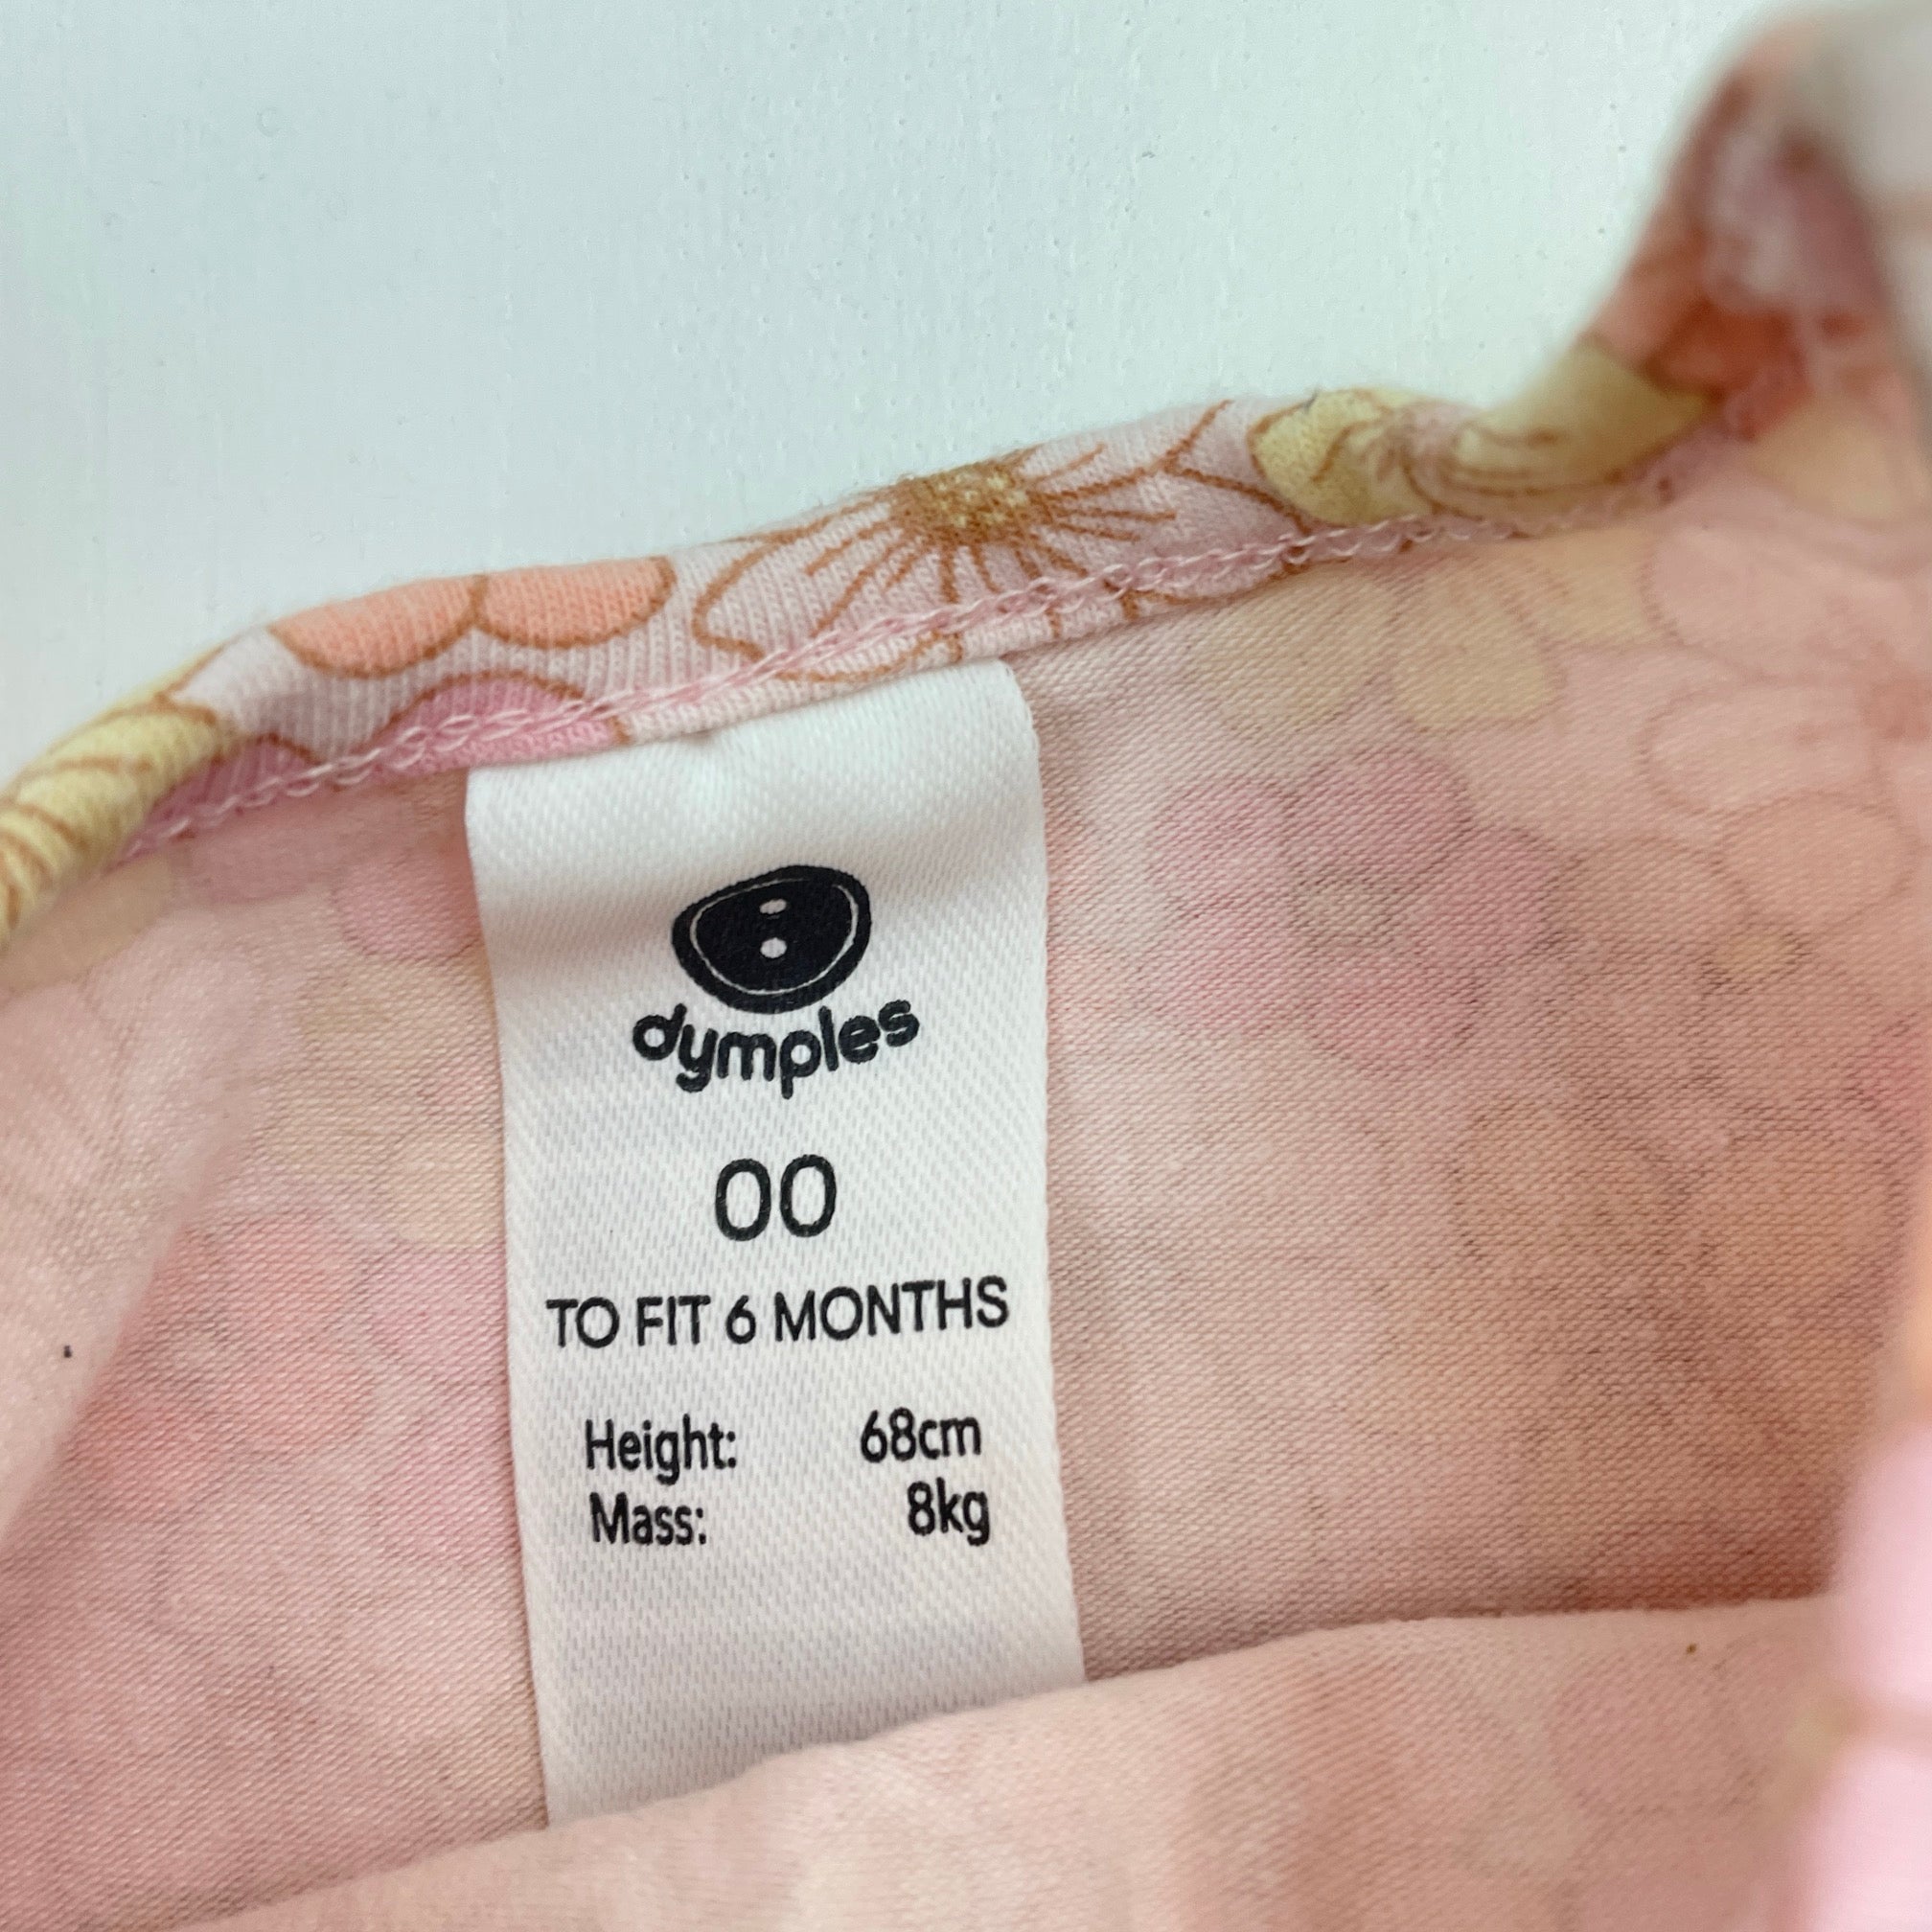 dymples
00
TO FIT 6 MONTHS
Height: 68cm
Mass: 8kg